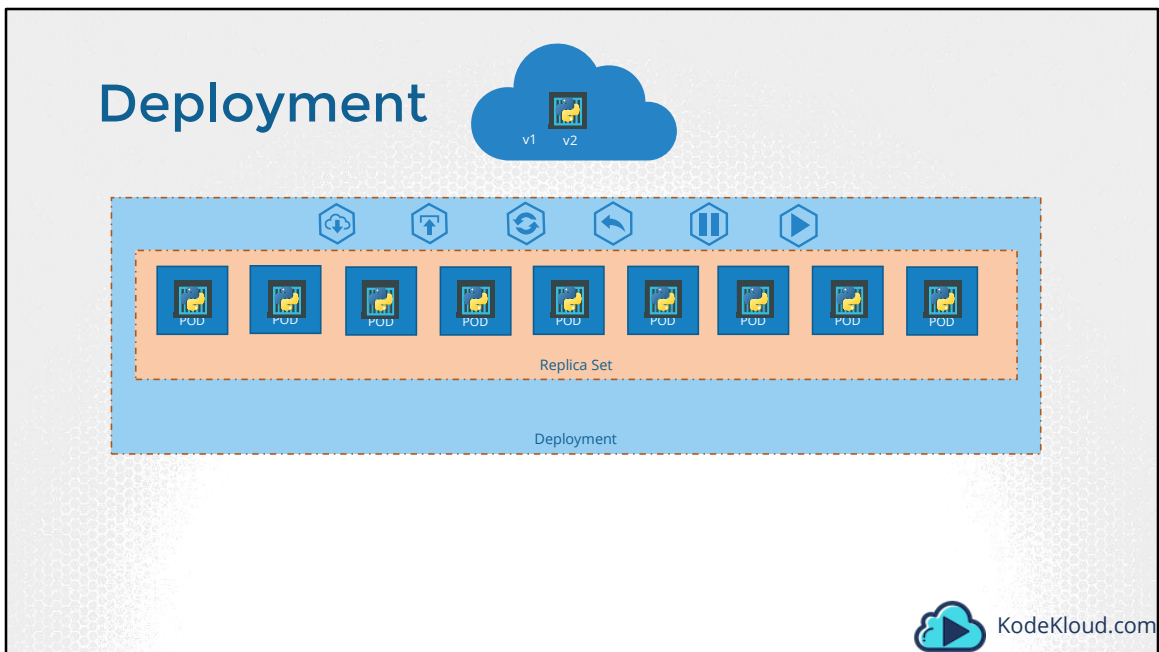 Deployment
v1 v2
POD POD POD POD POD POD POD POD POD
Replica Set
Deployment
KodeKloud.com